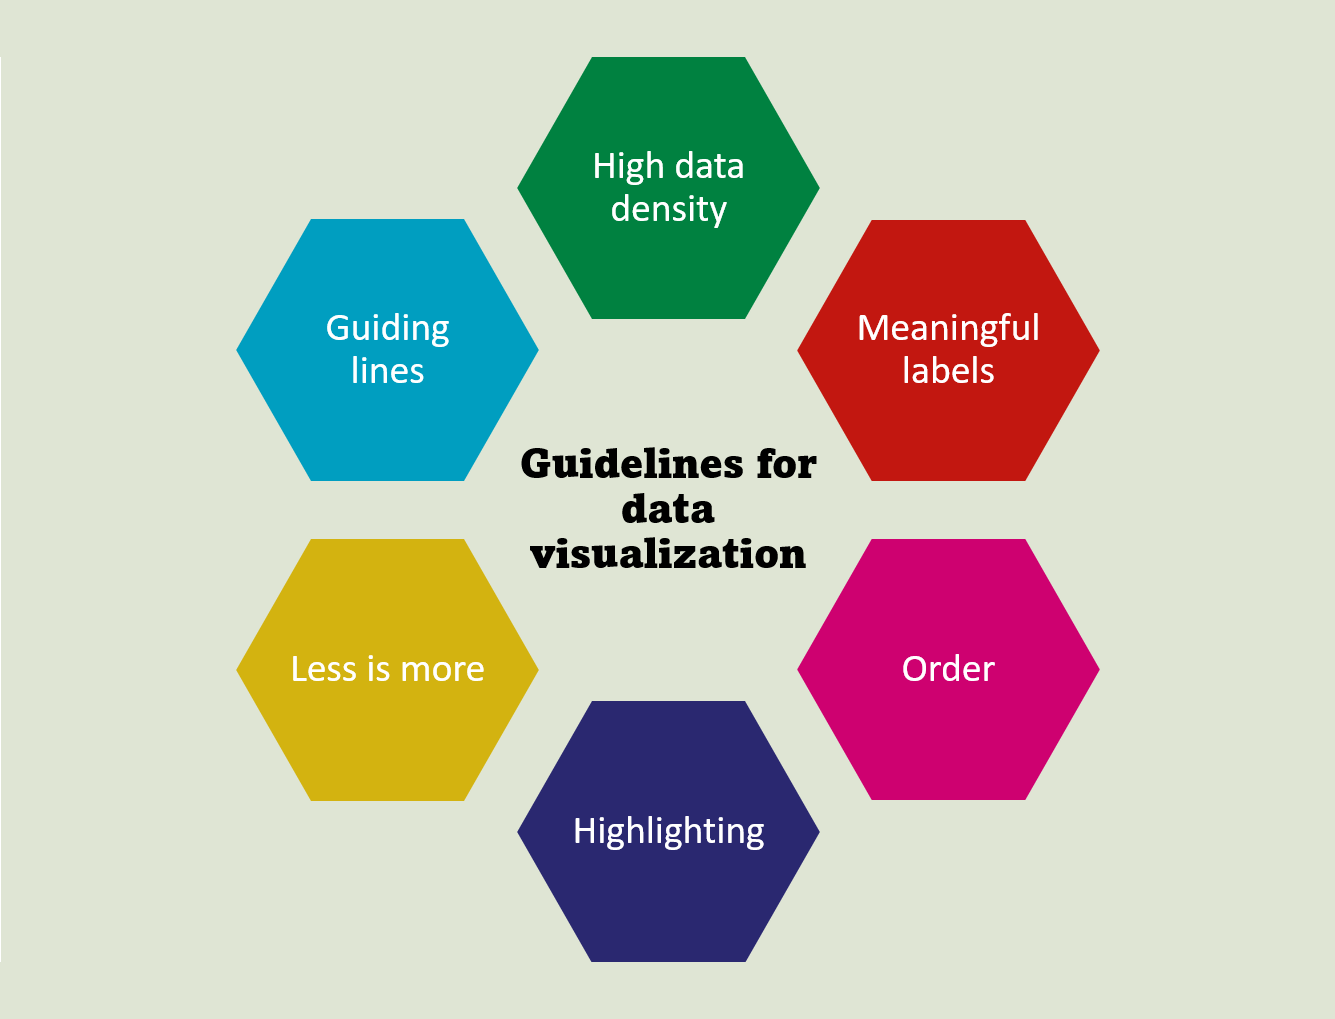 Guidelines for
data
visualization
High data
density
Meaningful
labels
Order
Highlighting
Less is more
Guiding
lines